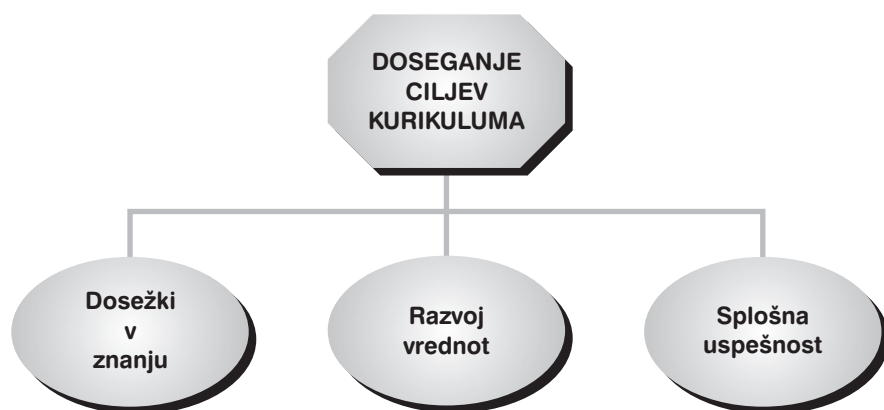 DOSEGANJE
CILJEV
KURIKULUMA
Dosežki
v
znanju
Razvoj
vrednot
Splošna
uspešnost